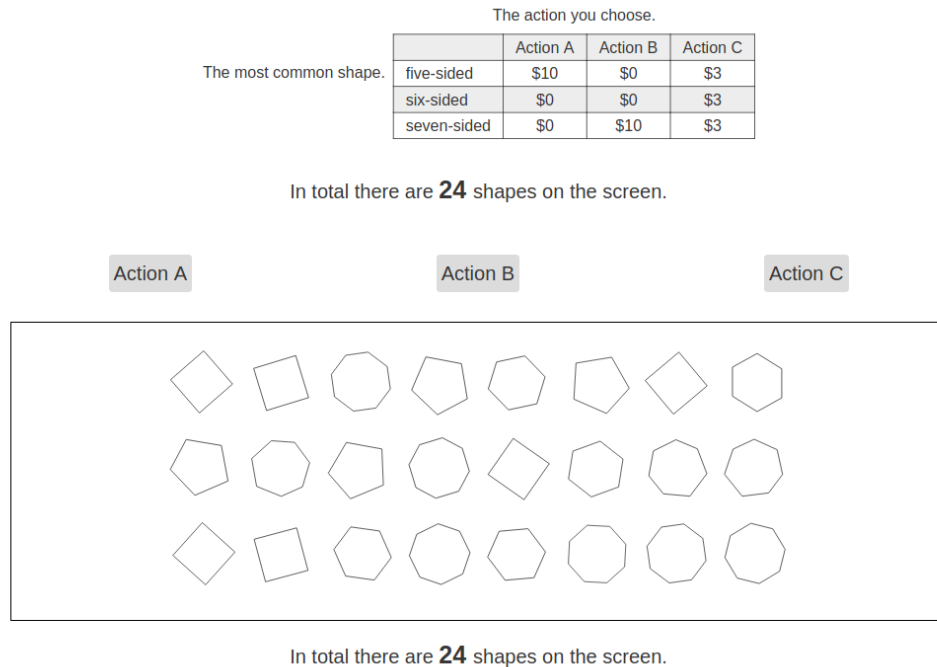 The action you choose.
Action A Action B Action C
The most common shape. five-sided $10 $0 $3
six-sided $0 $0 $3
seven-sided $0 $10 $3
In total there are 24 shapes on the screen.
Action A Action B Action C
In total there are 24 shapes on the screen.